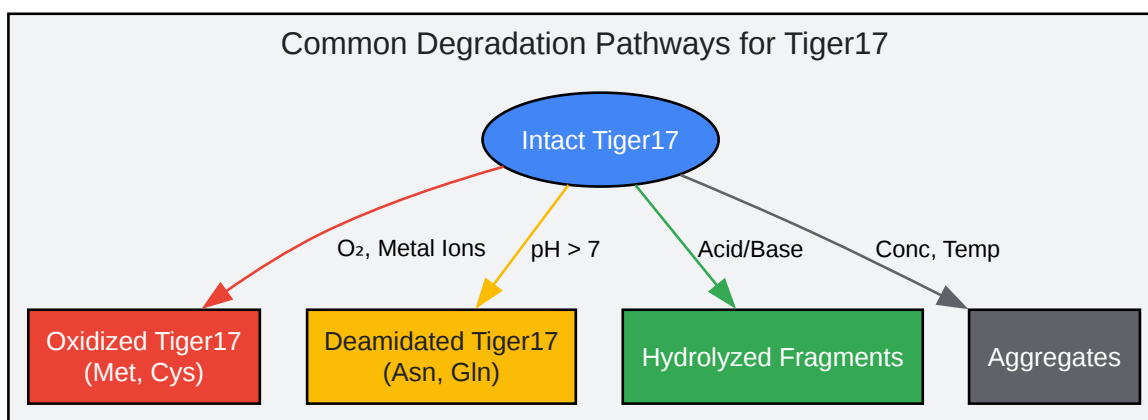 Common Degradation Pathways for Tiger17
Intact Tiger17
O₂, Metal Ions
pH > 7
Acid/Base
Conc, Temp
Oxidized Tiger17
(Met, Cys)
Deamidated Tiger17
(Asn, Gln)
Hydrolyzed Fragments
Aggregates